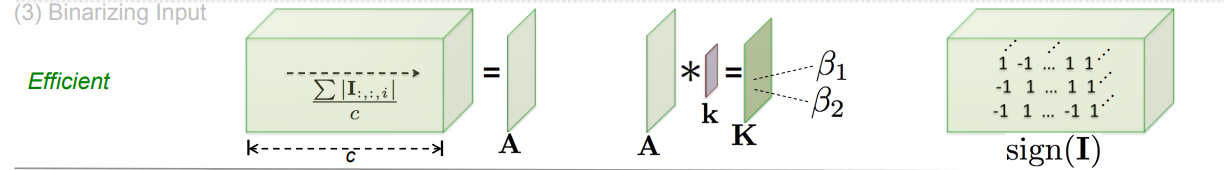 (3) Binarizing Input
Efficient
∑ |I:,:,i|
c
c
=
A
A
*
k
=
K
β1
β2
1 -1 ... 1 1
-1 1 ... 1 1
-1 1 ... -1 1
sign(I)